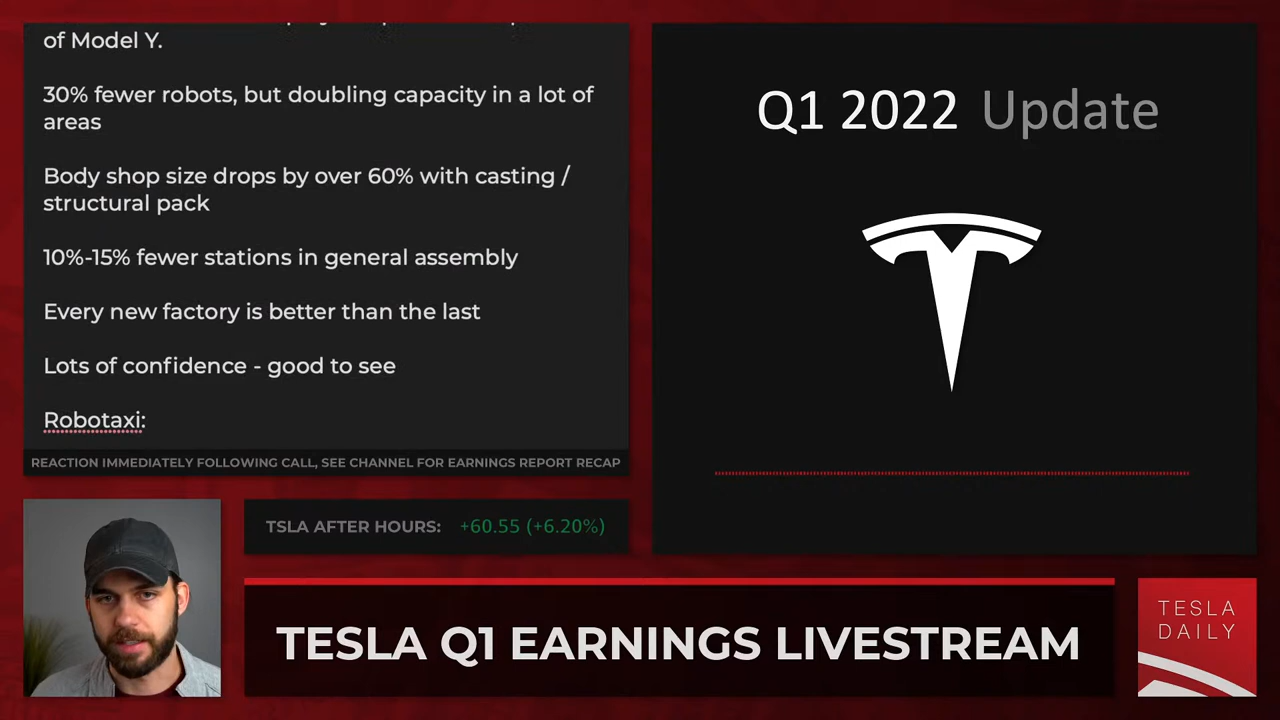 of Model Y.
30% fewer robots, but doubling capacity in a lot of
areas
Body shop size drops by over 60% with casting /
structural pack
10%-15% fewer stations in general assembly
Every new factory is better than the last
Lots of confidence - good to see
Robotaxi:
REACTION IMMEDIATELY FOLLOWING CALL, SEE CHANNEL FOR EARNINGS REPORT RECAP
Q1 2022 Update
TSLA AFTER HOURS: +60.55 (+6.20%)
TESLA Q1 EARNINGS LIVESTREAM
TESLA
DAILY